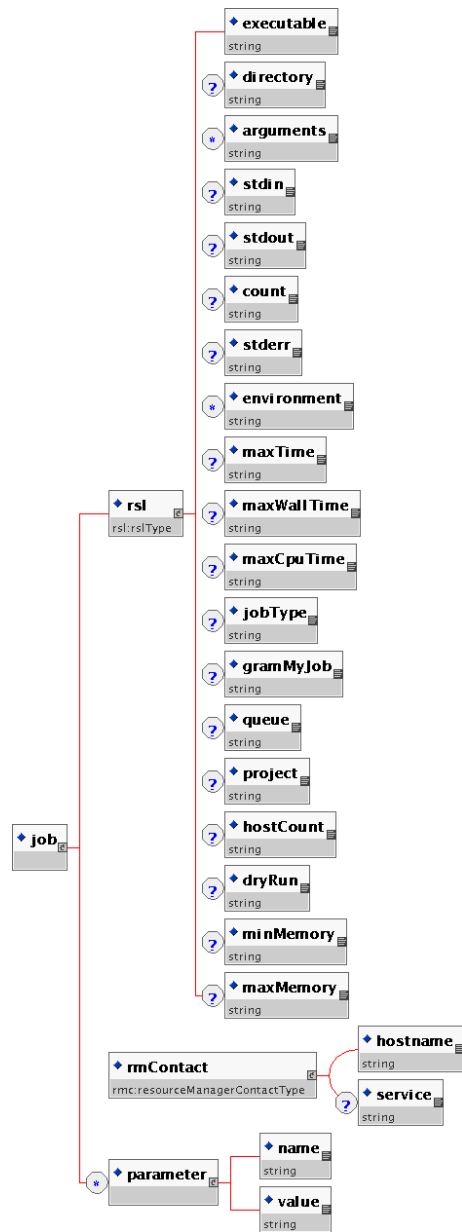 executable
string
?
directory
string
*
arguments
string
?
stdin
string
?
stdout
string
?
count
string
?
stderr
string
*
environment
string
?
maxTime
string
rsl
rsl:rslType
?
maxWallTime
string
?
maxCpuTime
string
?
jobType
string
?
gramMyJob
string
?
queue
string
?
project
string
job
?
hostCount
string
?
dryRun
string
?
minMemory
string
?
maxMemory
string
hostname
string
rmContact
rmc:resourceManagerContactType
?
service
string
name
string
*
parameter
value
string